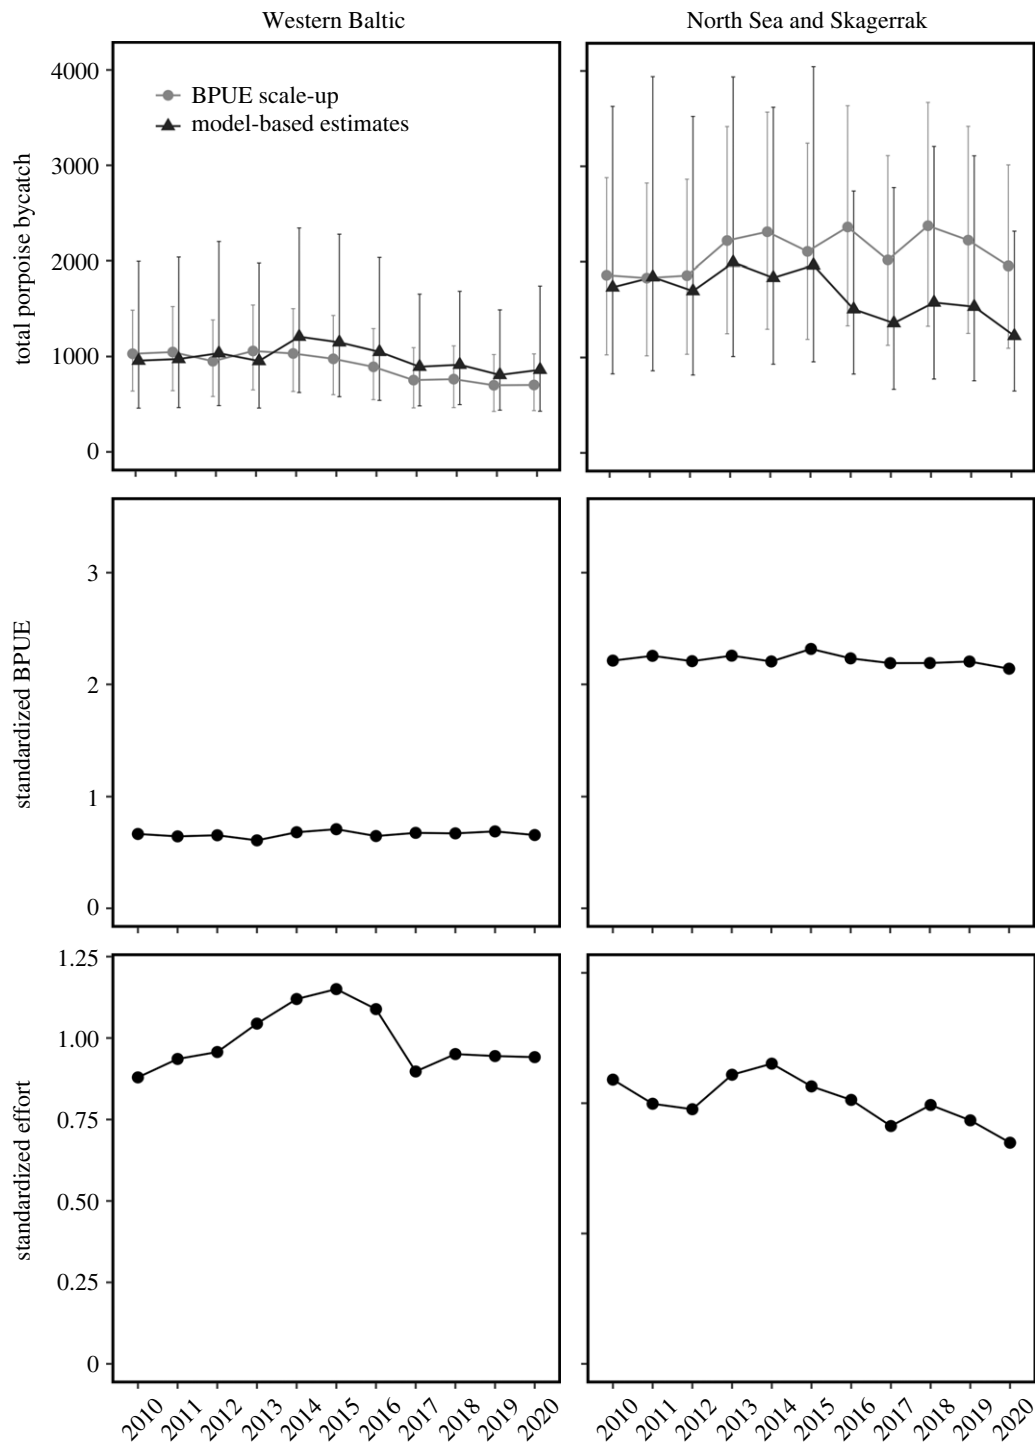 Western Baltic
North Sea and Skagerrak
total porpoise bycatch
4000
3000
2000
1000
0
BPUE scale-up
model-based estimates
standardized BPUE
3
2
1
0
standardized effort
1.25
1.00
0.75
0.50
0.25
0
2010 2011 2012 2013 2014 2015 2016 2017 2018 2019 2020
2010 2011 2012 2013 2014 2015 2016 2017 2018 2019 2020